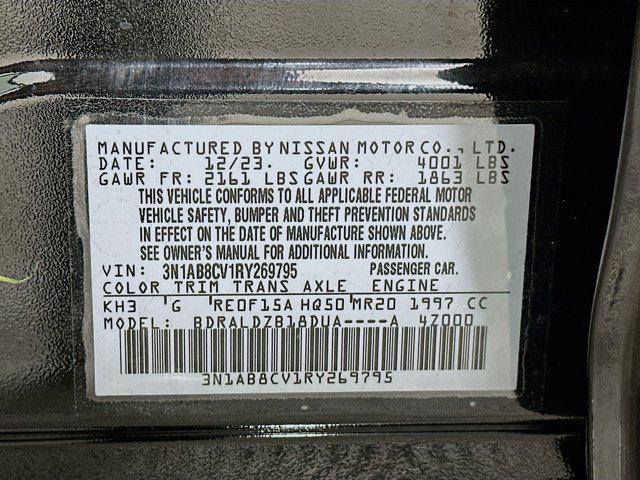 MANUFACTURED BY NISSAN MOTOR CO., LTD.
DATE: 12/23. GVWR: 4001 LBS
GAWR FR: 2161 LBS GAWR RR: 1863 LBS
THIS VEHICLE CONFORMS TO ALL APPLICABLE FEDERAL MOTOR
VEHICLE SAFETY, BUMPER AND THEFT PREVENTION STANDARDS
IN EFFECT ON THE DATE OF MANUFACTURE SHOWN ABOVE.
SEE OWNER'S MANUAL FOR ADDITIONAL INFORMATION.
VIN: 3N1AB8CV1RY269795 PASSENGER CAR.
COLOR TRIM TRANS AXLE ENGINE
KH3 'G 'RE0F15A HQ50 MR20 1997 CC
MODEL: BDRALDZB18DUA----A 4Z000
3N1AB8CV1RY269795